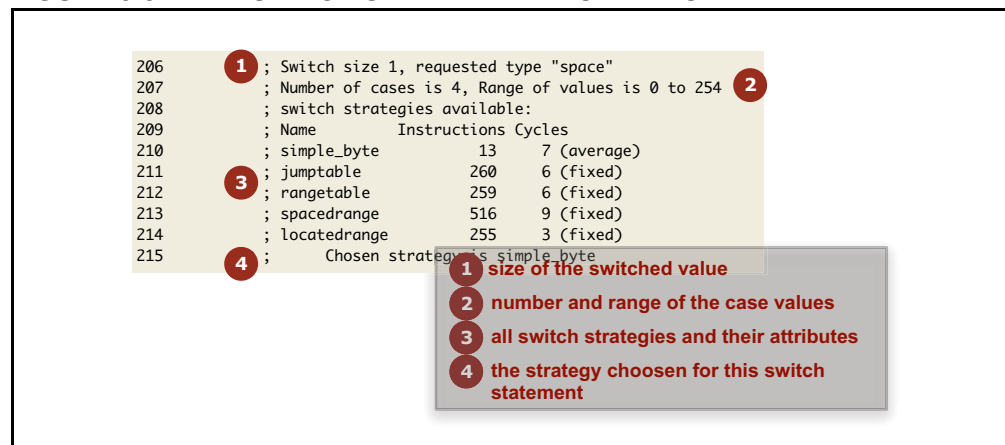 206 1 ; Switch size 1, requested type "space"
207 ; Number of cases is 4, Range of values is 0 to 254 2
208 ; switch strategies available:
209 ; Name Instructions Cycles
210 ; simple_byte 13 7 (average)
211 ; jumptable 260 6 (fixed)
3
212 ; rangetable 259 6 (fixed)
213 ; spacedrange 516 9 (fixed)
214 ; locatedrange 255 3 (fixed)
215 4 ; Chosen strategy is simple_byte
1 size of the switched value
2 number and range of the case values
3 all switch strategies and their attributes
4 the strategy choosen for this switch
statement